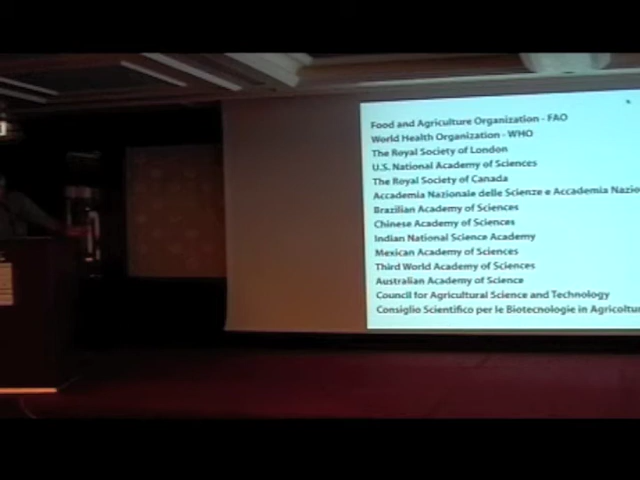 Food and Agriculture Organization - FAO
World Health Organization - WHO
The Royal Society of London
U.S. National Academy of Sciences
The Royal Society of Canada
Accademia Nazionale delle Scienze e Accademia Nazio
Brazilian Academy of Sciences
Chinese Academy of Sciences
Indian National Science Academy
Mexican Academy of Sciences
Third World Academy of Sciences
Australian Academy of Science
Council for Agricultural Science and Technology
Consiglio Scientifico per le Biotecnologie in Agricoltu